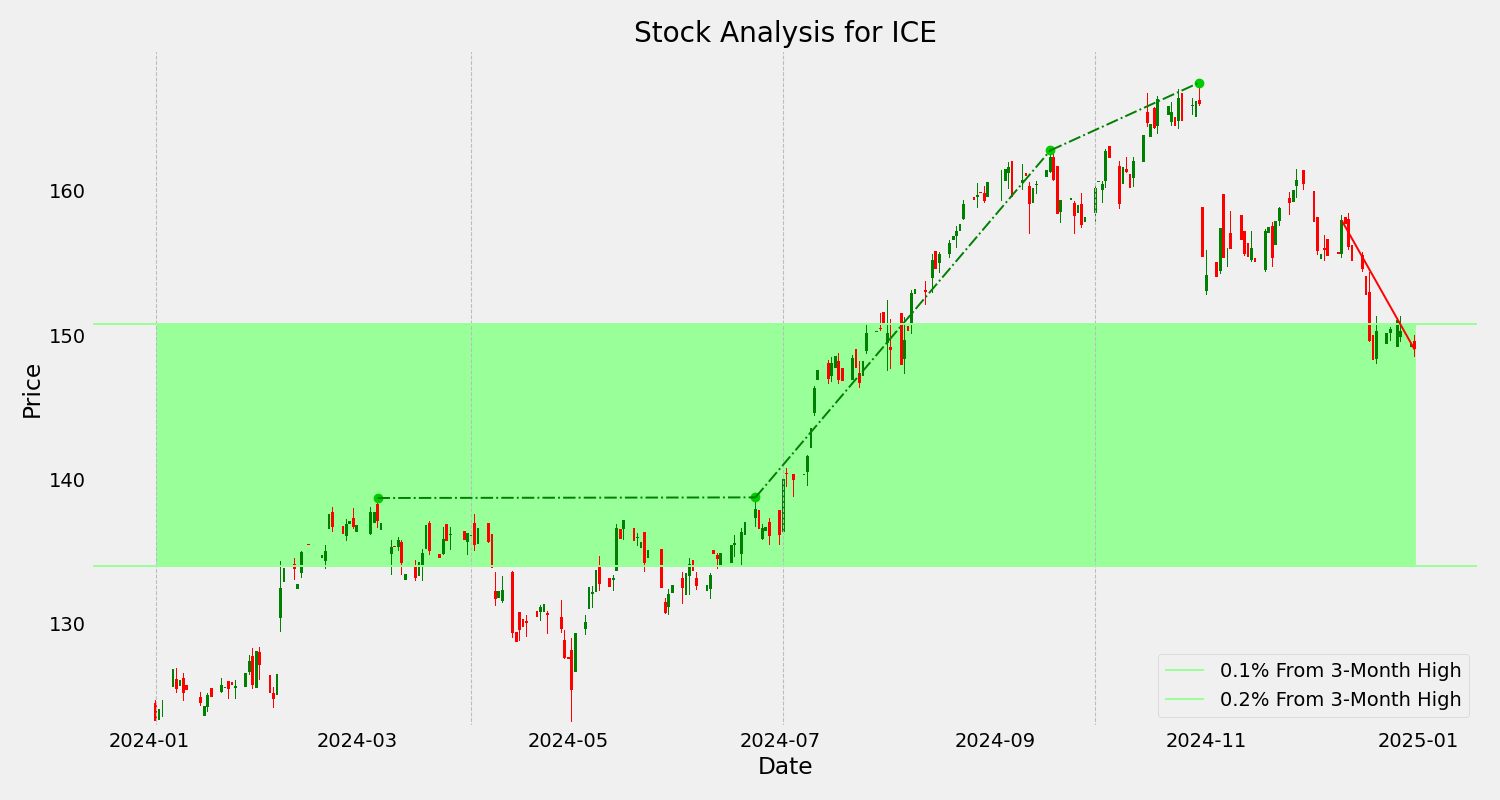 Stock Analysis for ICE
Price
160
150
140
130
0.1% From 3-Month High
0.2% From 3-Month High
2024-01 2024-03 2024-05 2024-07 2024-09 2024-11 2025-01
Date